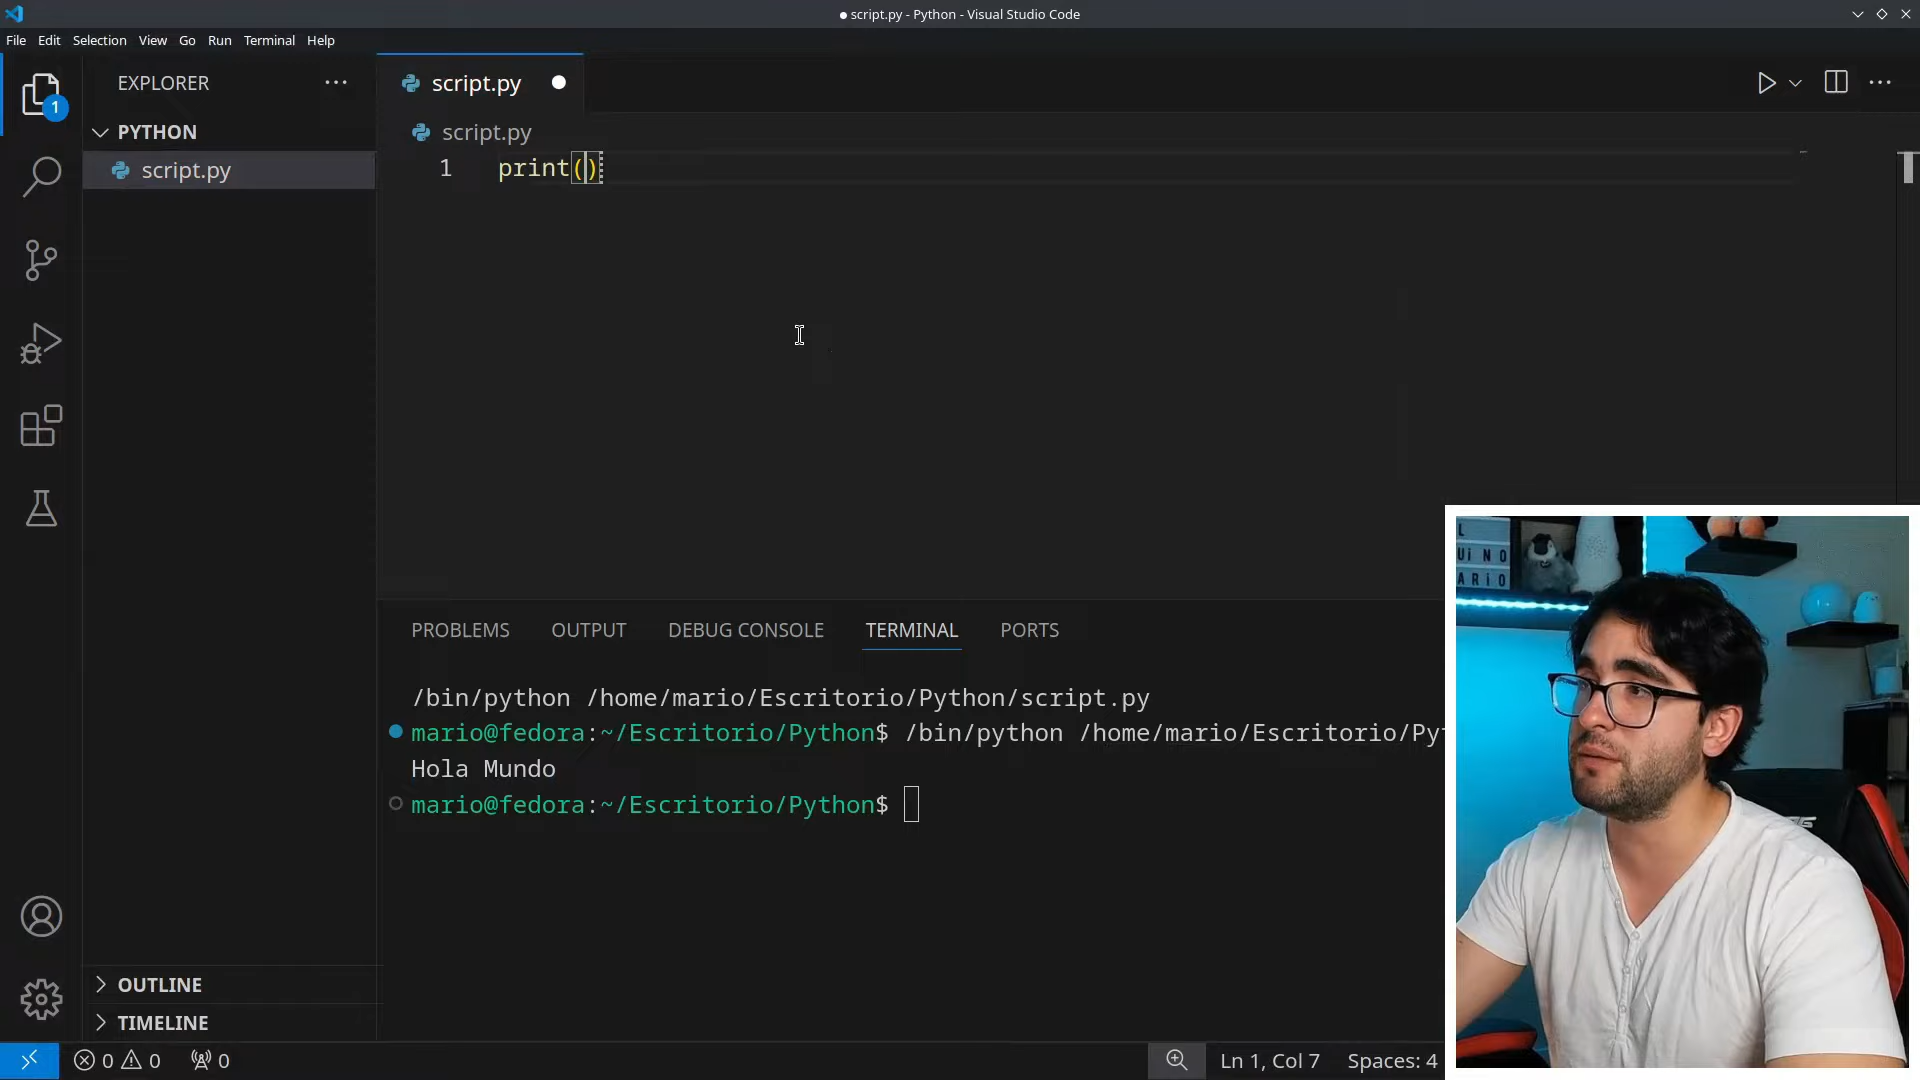 script.py - Python - Visual Studio Code
File Edit Selection View Go Run Terminal Help
EXPLORER
script.py
1
PYTHON
script.py
script.py
1 print()
PROBLEMS OUTPUT DEBUG CONSOLE TERMINAL PORTS
/bin/python /home/mario/Escritorio/Python/script.py
mario@fedora:~/Escritorio/Python$ /bin/python /home/mario/Escritorio/Py
Hola Mundo
mario@fedora:~/Escritorio/Python$
OUTLINE
TIMELINE
0 0 0
Ln 1, Col 7 Spaces: 4